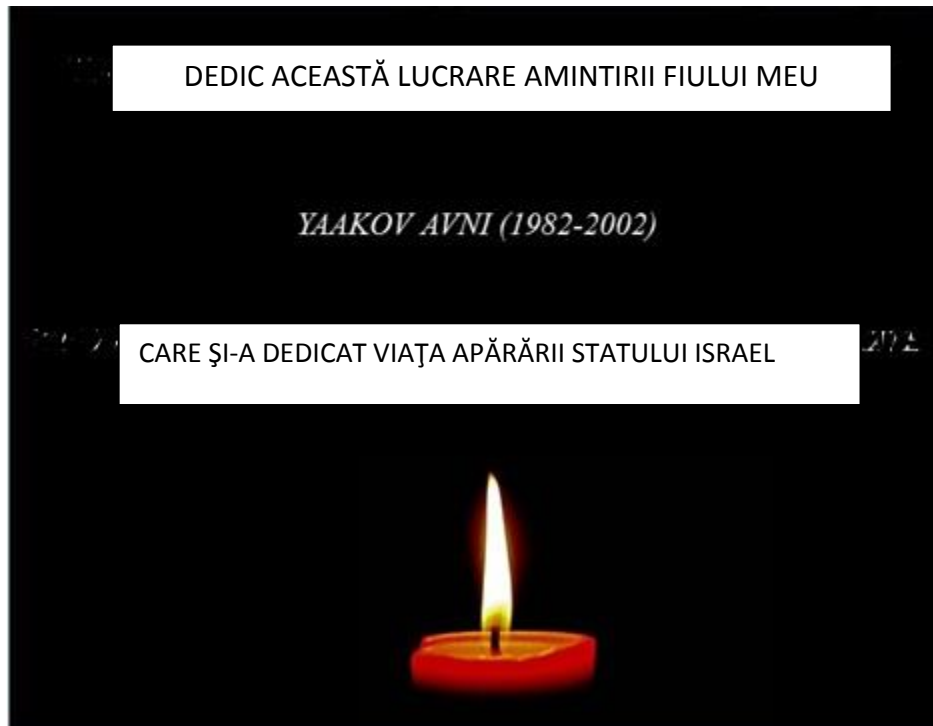 DEDIC ACEASTĂ LUCRARE AMINTIRII FIULUI MEU
YAAKOV AVNI (1982-2002)
CARE ŞI-A DEDICAT VIAŢA APĂRĂRII STATULUI ISRAEL